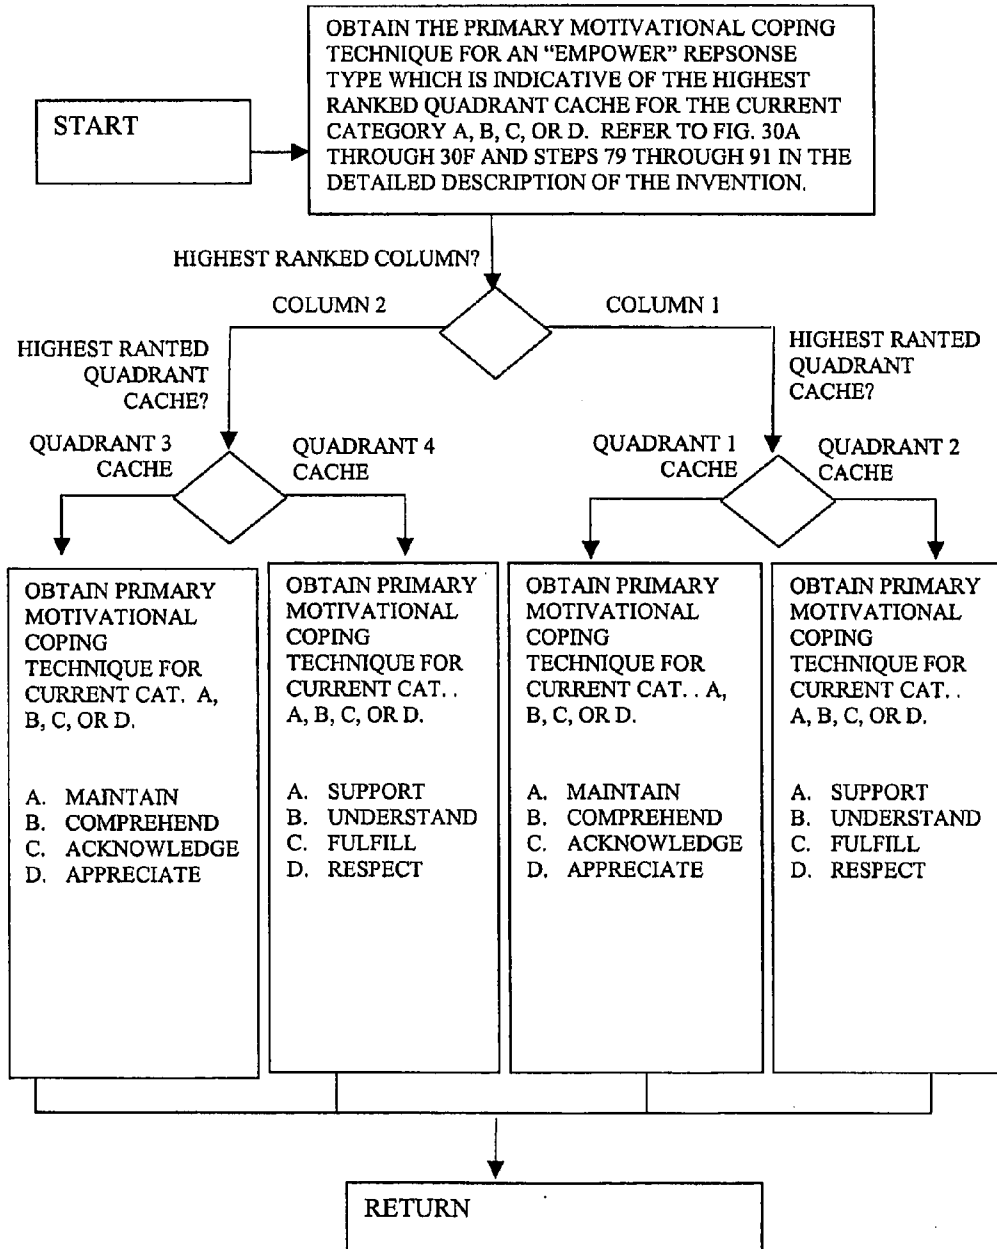 START
OBTAIN THE PRIMARY MOTIVATIONAL COPING
TECHNIQUE FOR AN “EMPOWER” REPSONSE
TYPE WHICH IS INDICATIVE OF THE HIGHEST
RANKED QUADRANT CACHE FOR THE CURRENT
CATEGORY A, B, C, OR D. REFER TO FIG. 30A
THROUGH 30F AND STEPS 79 THROUGH 91 IN THE
DETAILED DESCRIPTION OF THE INVENTION.
HIGHEST RANKED COLUMN?
COLUMN 2
COLUMN 1
HIGHEST RANTED
QUADRANT
CACHE?
HIGHEST RANTED
QUADRANT
CACHE?
QUADRANT 3
CACHE
QUADRANT 4
CACHE
QUADRANT 1
CACHE
QUADRANT 2
CACHE
OBTAIN PRIMARY
MOTIVATIONAL
COPING
TECHNIQUE FOR
CURRENT CAT. A,
B, C, OR D.
A. MAINTAIN
B. COMPREHEND
C. ACKNOWLEDGE
D. APPRECIATE
OBTAIN PRIMARY
MOTIVATIONAL
COPING
TECHNIQUE FOR
CURRENT CAT. .
A, B, C, OR D.
A. SUPPORT
B. UNDERSTAND
C. FULFILL
D. RESPECT
OBTAIN PRIMARY
MOTIVATIONAL
COPING
TECHNIQUE FOR
CURRENT CAT. . A,
B, C, OR D.
A. MAINTAIN
B. COMPREHEND
C. ACKNOWLEDGE
D. APPRECIATE
OBTAIN PRIMARY
MOTIVATIONAL
COPING
TECHNIQUE FOR
CURRENT CAT. .
A, B, C, OR D.
A. SUPPORT
B. UNDERSTAND
C. FULFILL
D. RESPECT
RETURN